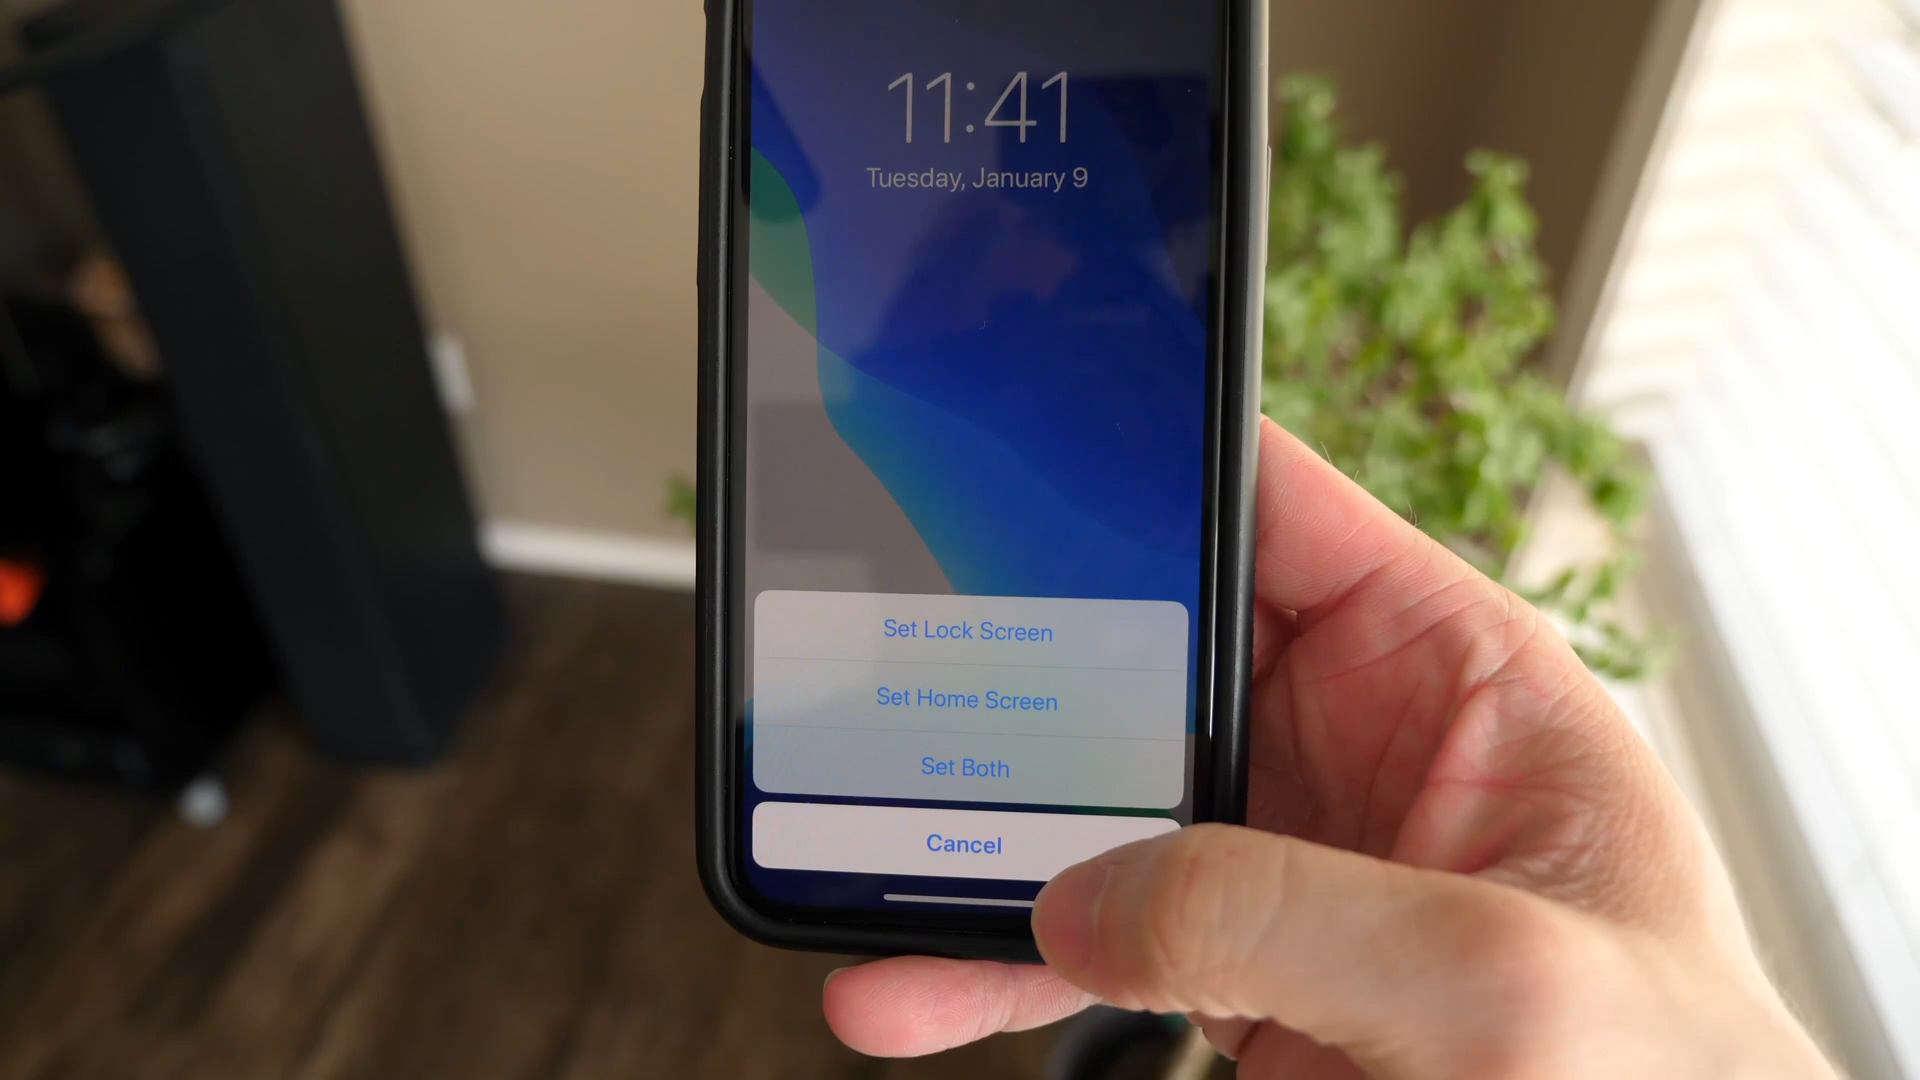 11:41
Tuesday, January 9
Set Lock Screen
Set Home Screen
Set Both
Cancel